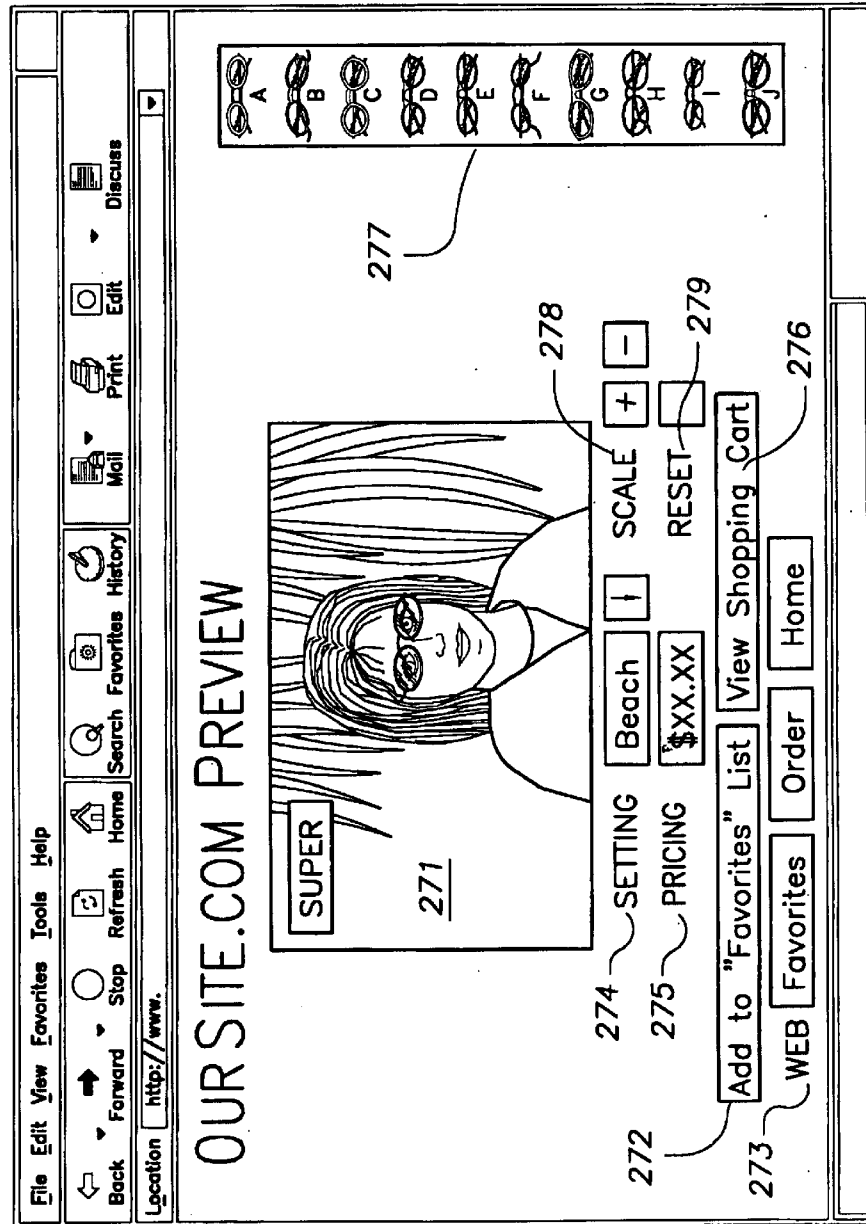 File Edit View Favorites Tools Help
Back Forward Stop Refresh Home Search Favorites History Mail Print Edit Discuss
Location http://www.
OURSITE.COM PREVIEW
SUPER
271
277
A
B
C
D
E
F
G
H
I
J
274 SETTING Beach SCALE + - 278
275 PRICING $XX.XX RESET 279
272 Add to "Favorites" List View Shopping Cart 276
273 WEB Favorites Order Home